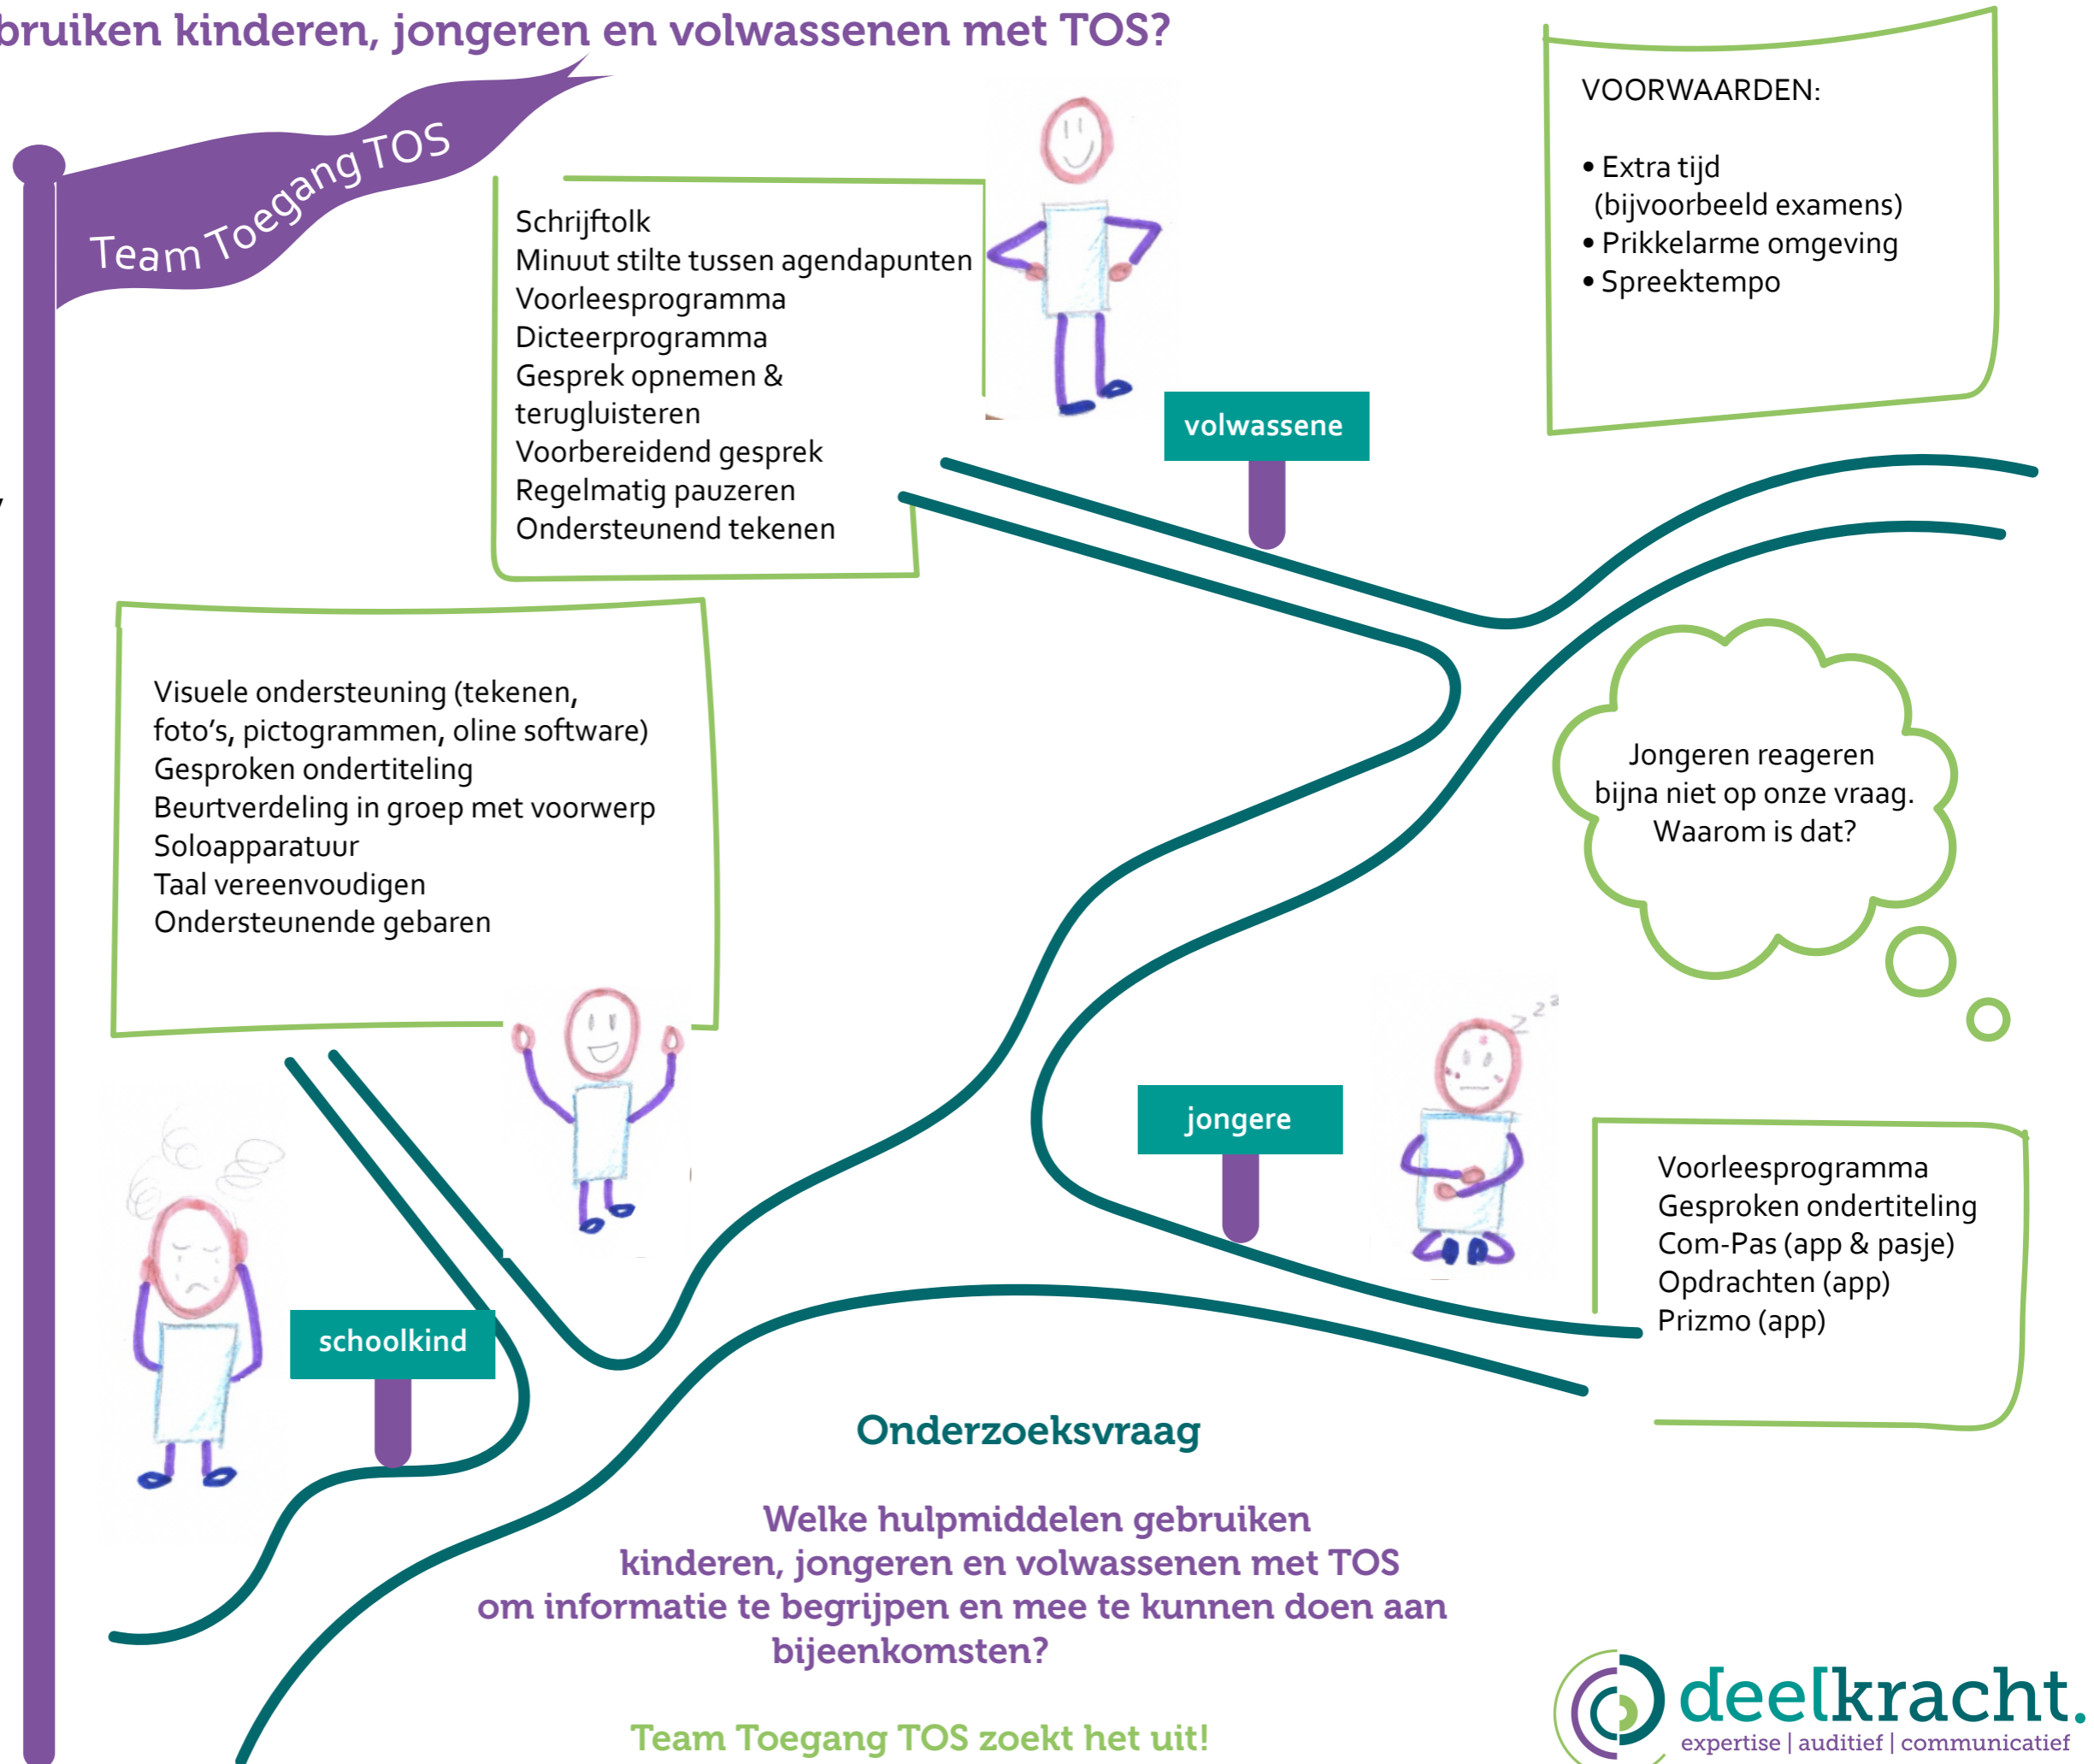 bruiken kinderen, jongeren en volwassenen met TOS?
Team Toegang TOS
Schrijftolk
Minuut stilte tussen agendapunten
Voorleesprogramma
Dicteerprogramma
Gesprek opnemen &
terugluisteren
Voorbereidend gesprek
Regelmatig pauzeren
Ondersteunend tekenen
volwassene
VOORWAARDEN:
• Extra tijd
(bijvoorbeeld examens)
• Prikkelarme omgeving
• Spreektempo
Visuele ondersteuning (tekenen,
foto's, pictogrammen, oline software)
Gesproken ondertiteling
Beurtverdeling in groep met voorwerp
Soloapparatuur
Taal vereenvoudigen
Ondersteunende gebaren
Jongeren reageren
bijna niet op onze vraag.
Waarom is dat?
zzz
jongere
Voorleesprogramma
Gesproken ondertiteling
Com-Pas (app & pasje)
Opdrachten (app)
Prizmo (app)
schoolkind
Onderzoeksvraag
Welke hulpmiddelen gebruiken
kinderen, jongeren en volwassenen met TOS
om informatie te begrijpen en mee te kunnen doen aan
bijeenkomsten?
Team Toegang TOS zoekt het uit!
deelkracht.
expertise | auditief | communicatief